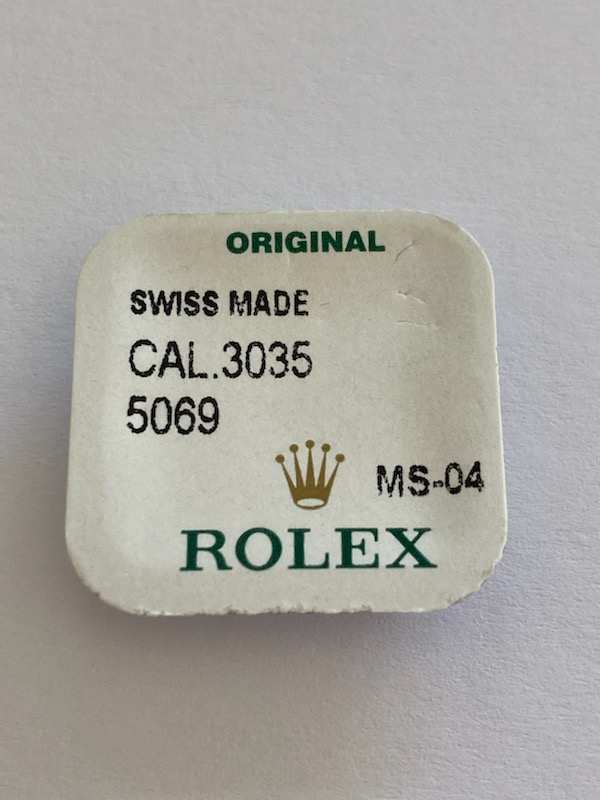 ORIGINAL
SWISS MADE
CAL.3035
5069
MS-04
ROLEX